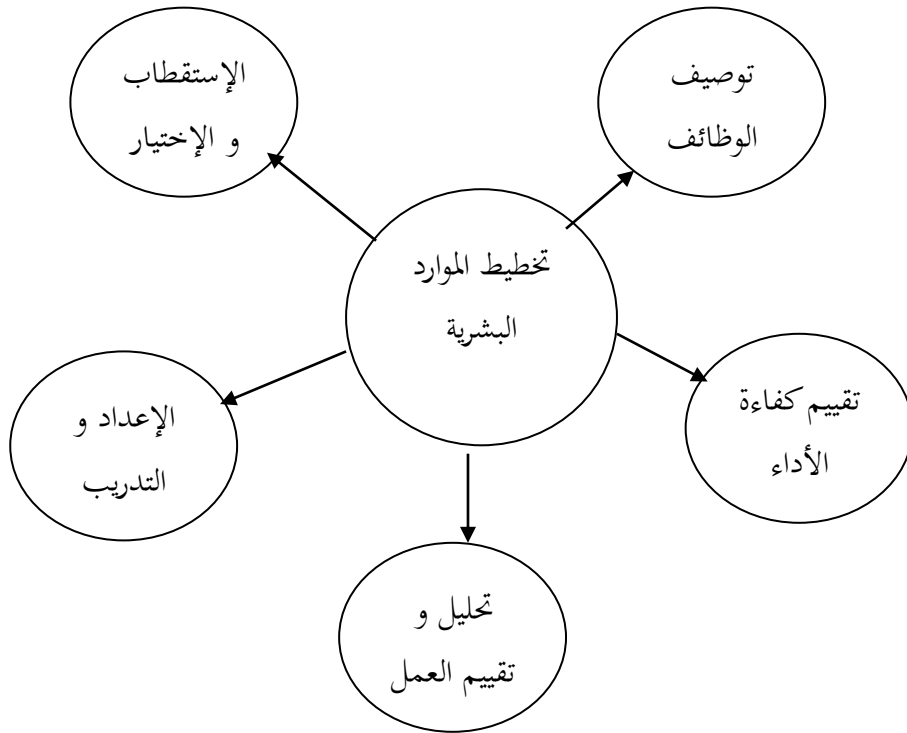 توصيف
الوظائف
الإستقطاب
و الإختيار
تخطيط الموارد
البشرية
تقييم كفاءة
الأداء
الإعداد و
التدريب
تحليل و
تقييم العمل